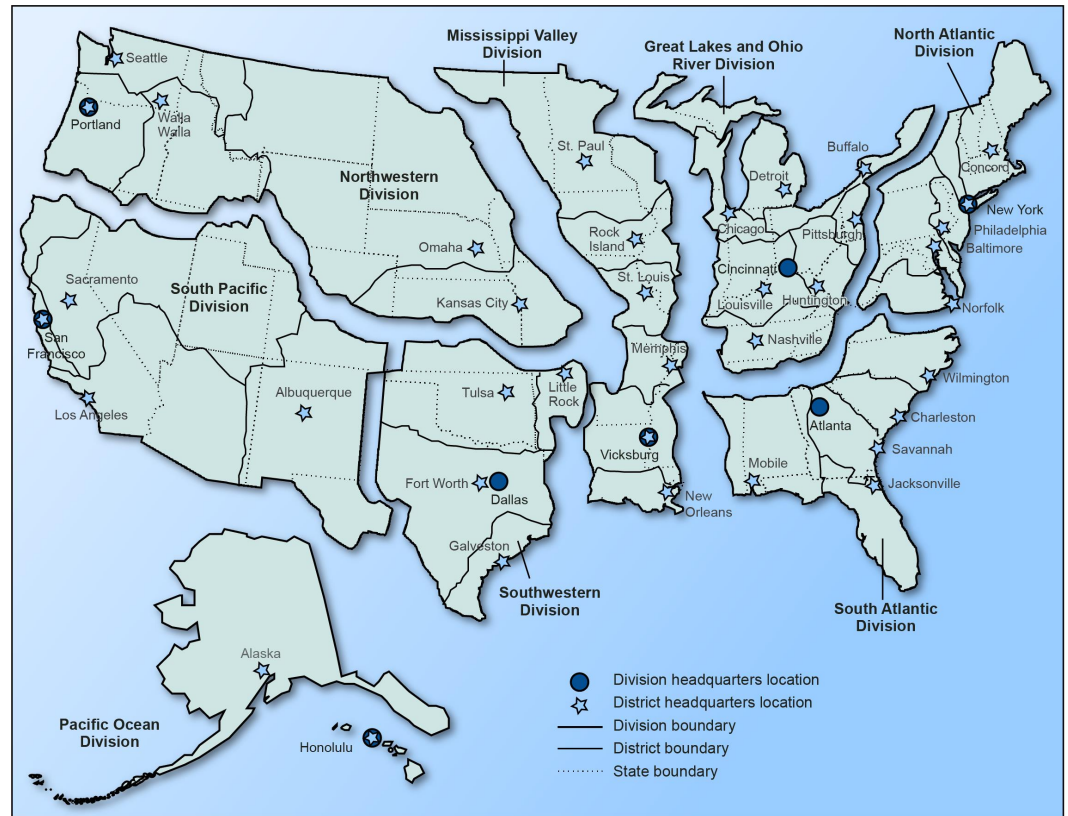 Mississippi Valley
Division
Great Lakes and Ohio
River Division
North Atlantic
Division
Seattle
Portland
Walla
Walla
Northwestern
Division
Omaha
Kansas City
St. Paul
Rock
Island
St. Louis
Memphis
Vicksburg
New
Orleans
Buffalo
Detroit
Chicago
Pittsburgh
Cincinnati
Louisville
Huntington
Nashville
Concord
New York
Philadelphia
Baltimore
Norfolk
Sacramento
South Pacific
Division
San
Francisco
Los Angeles
Albuquerque
Tulsa
Little
Rock
Fort Worth
Dallas
Galveston
Southwestern
Division
Wilmington
Atlanta
Charleston
Savannah
Mobile
Jacksonville
South Atlantic
Division
Alaska
Pacific Ocean
Division
Honolulu
Division headquarters location
District headquarters location
Division boundary
District boundary
State boundary